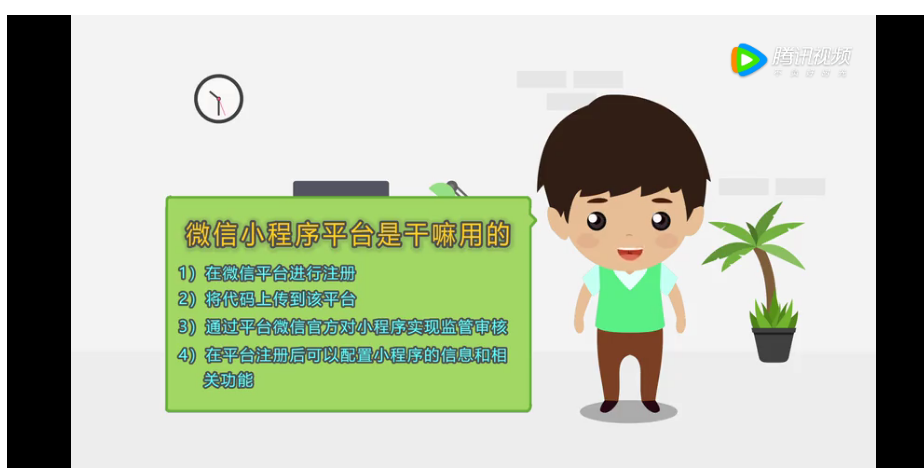 腾讯视频
不负好时光
微信小程序平台是干嘛用的
1）在微信平台进行注册
2）将代码上传到该平台
3）通过平台微信官方对小程序实现监管审核
4）在平台注册后可以配置小程序的信息和相
关功能